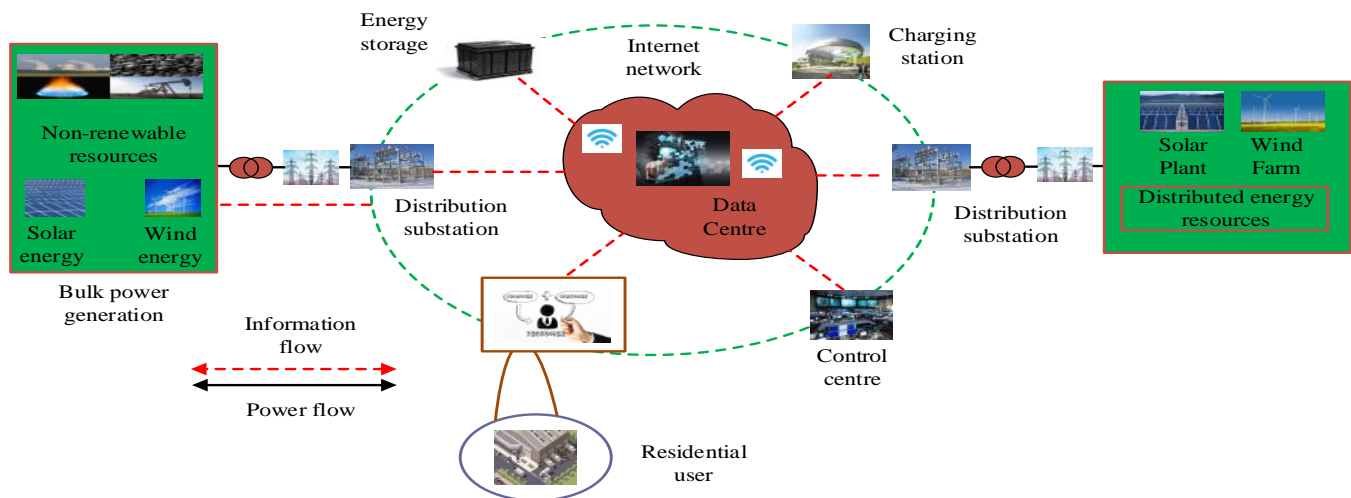 Energy
storage
Internet
network
Charging
station
Non-renewable
resources
Solar
energy
Wind
energy
Bulk power
generation
Distribution
substation
Data
Centre
Distribution
substation
Solar
Plant
Wind
Farm
Distributed energy
resources
Information
flow
Power flow
Control
centre
Residential
user